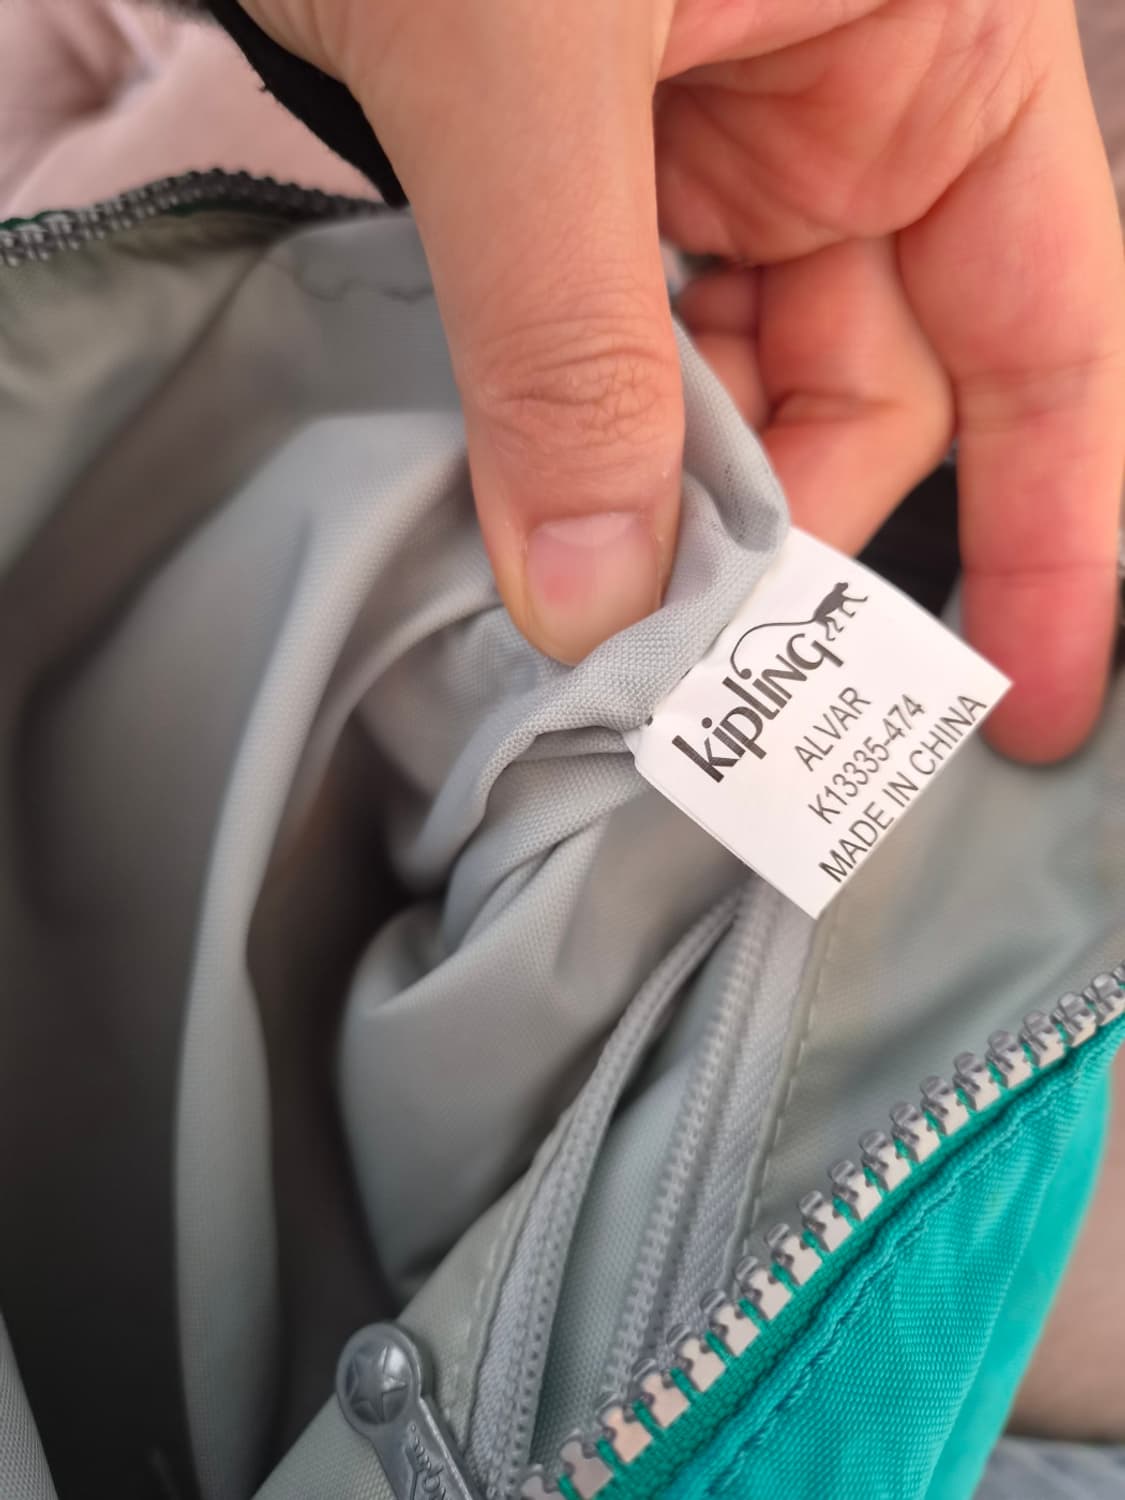 kipling
ALVAR
K13335-474
MADE IN CHINA